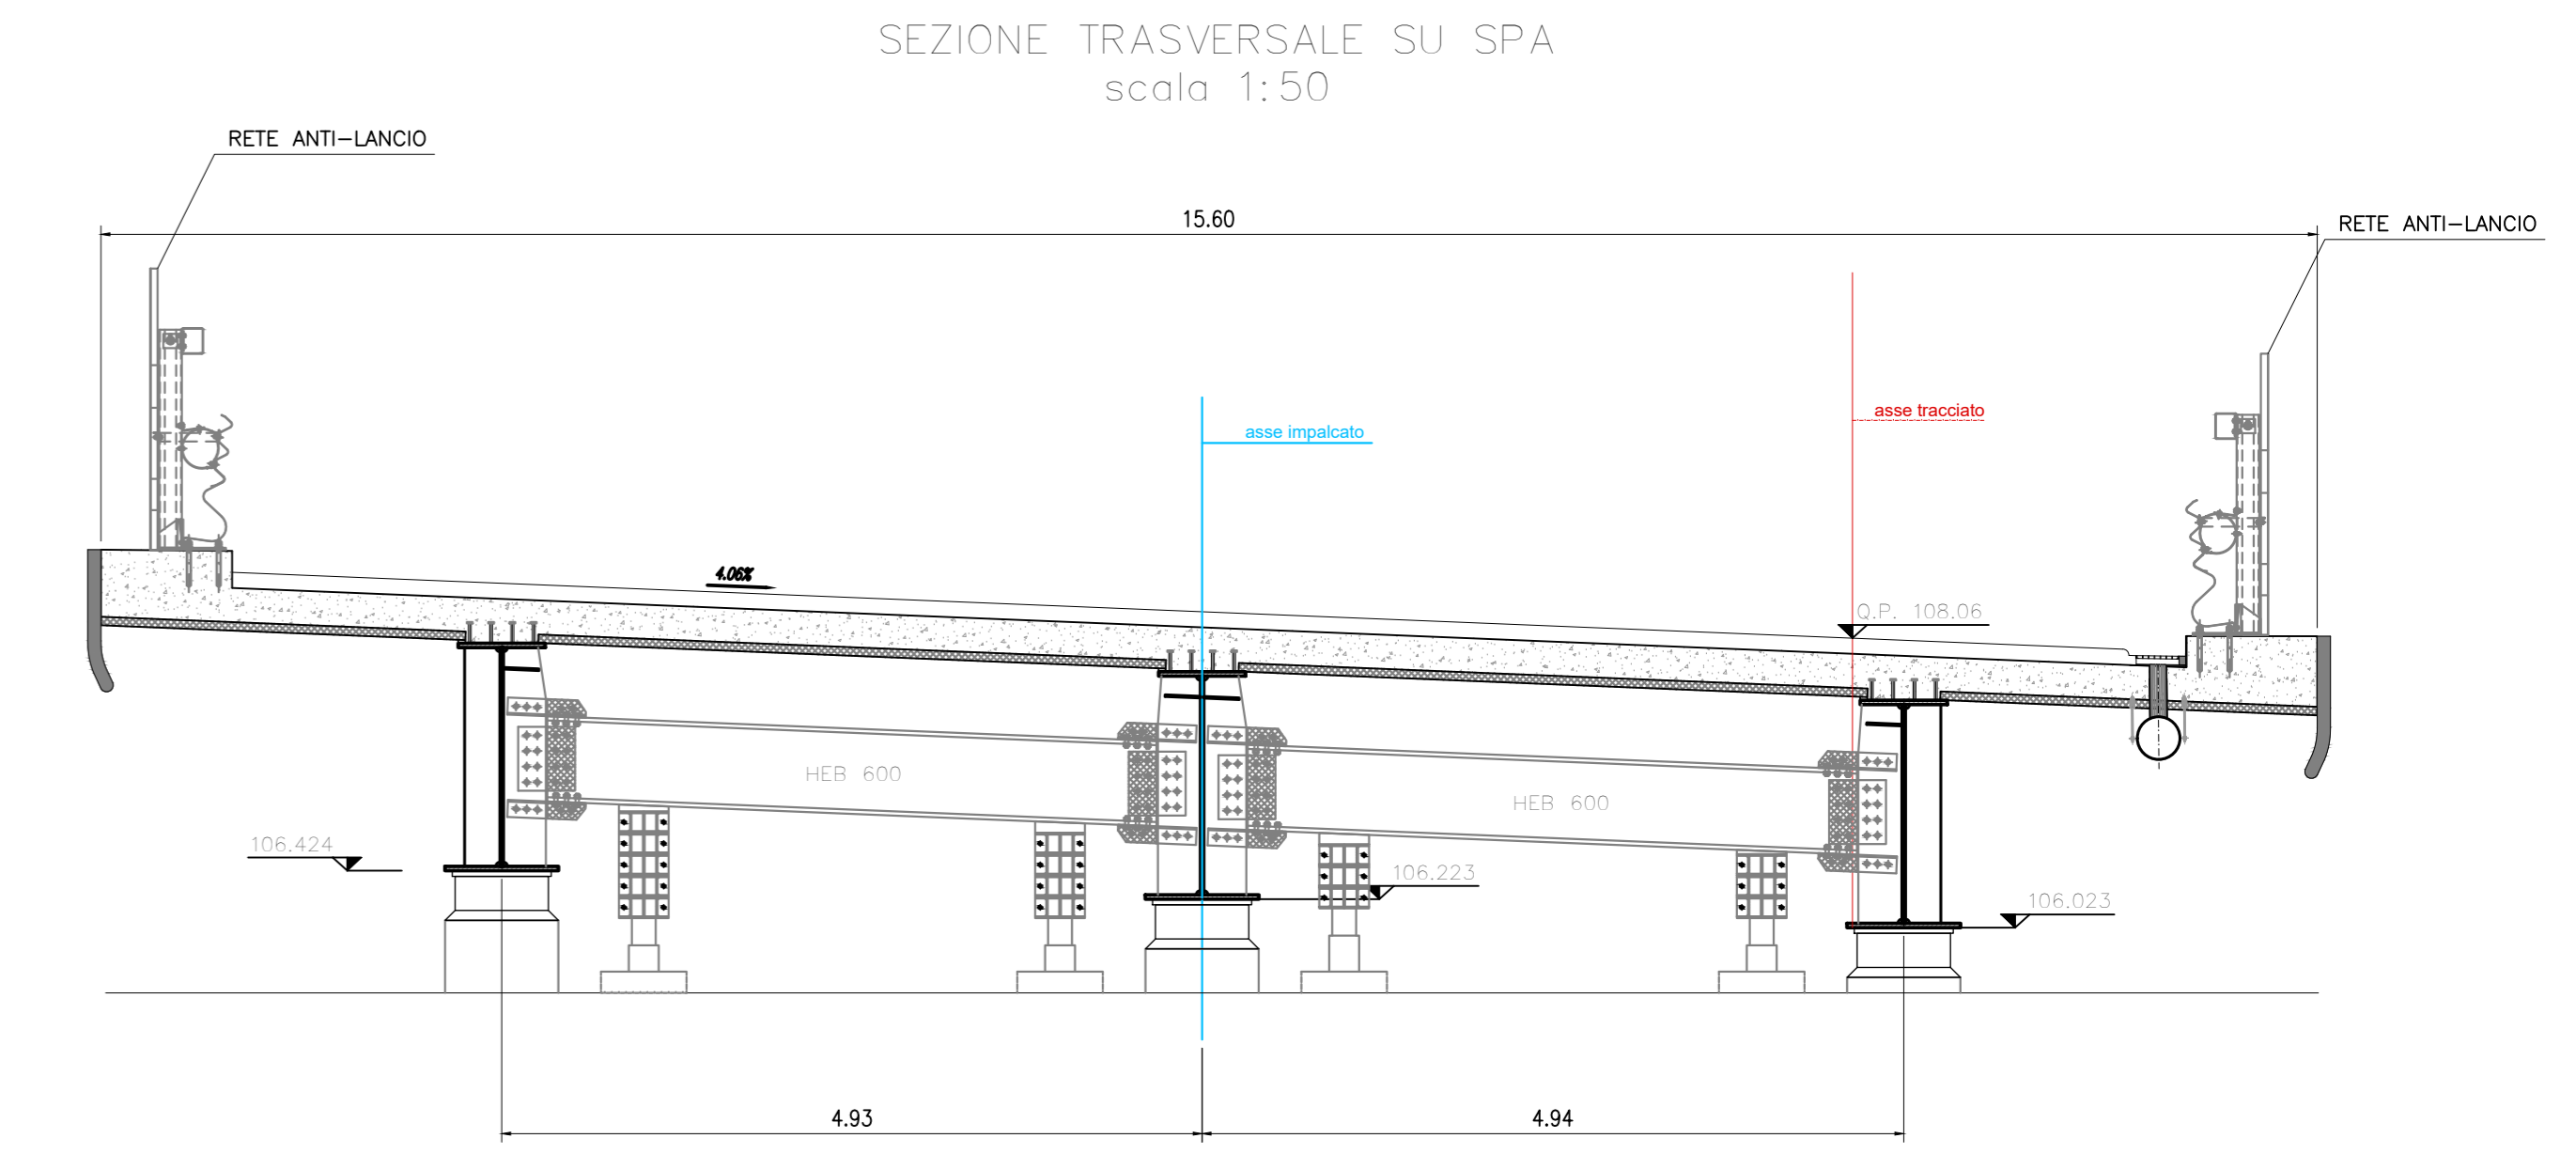 SEZIONE TRASVERSALE SU SPA
scala 1:50
RETE ANTI-LANCIO
15.60
RETE ANTI-LANCIO
asse tracciato
asse impalcato
4.06%
Q.P. 108.06
HEB 600
HEB 600
106.424
106.223
106.023
4.93
4.94